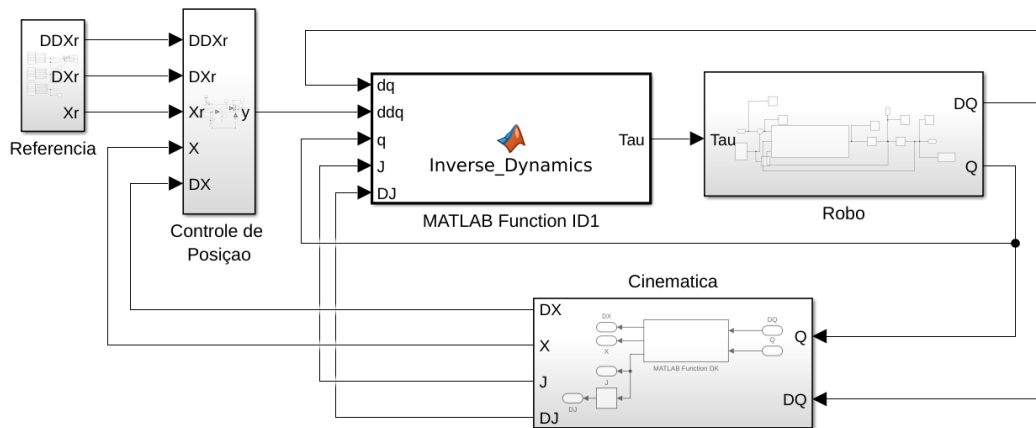 DDXr
DXr
Xr
Referencia
DDXr
DXr
Xr
X
DX
y
Controle de
Posiçao
dq
ddq
q
J
DJ
Inverse_Dynamics
Tau
MATLAB Function ID1
Tau
DQ
Q
Robo
Cinematica
DX
X
J
DJ
DX
X
J
DJ
MATLAB Function DK
DQ
Q
Q
DQ